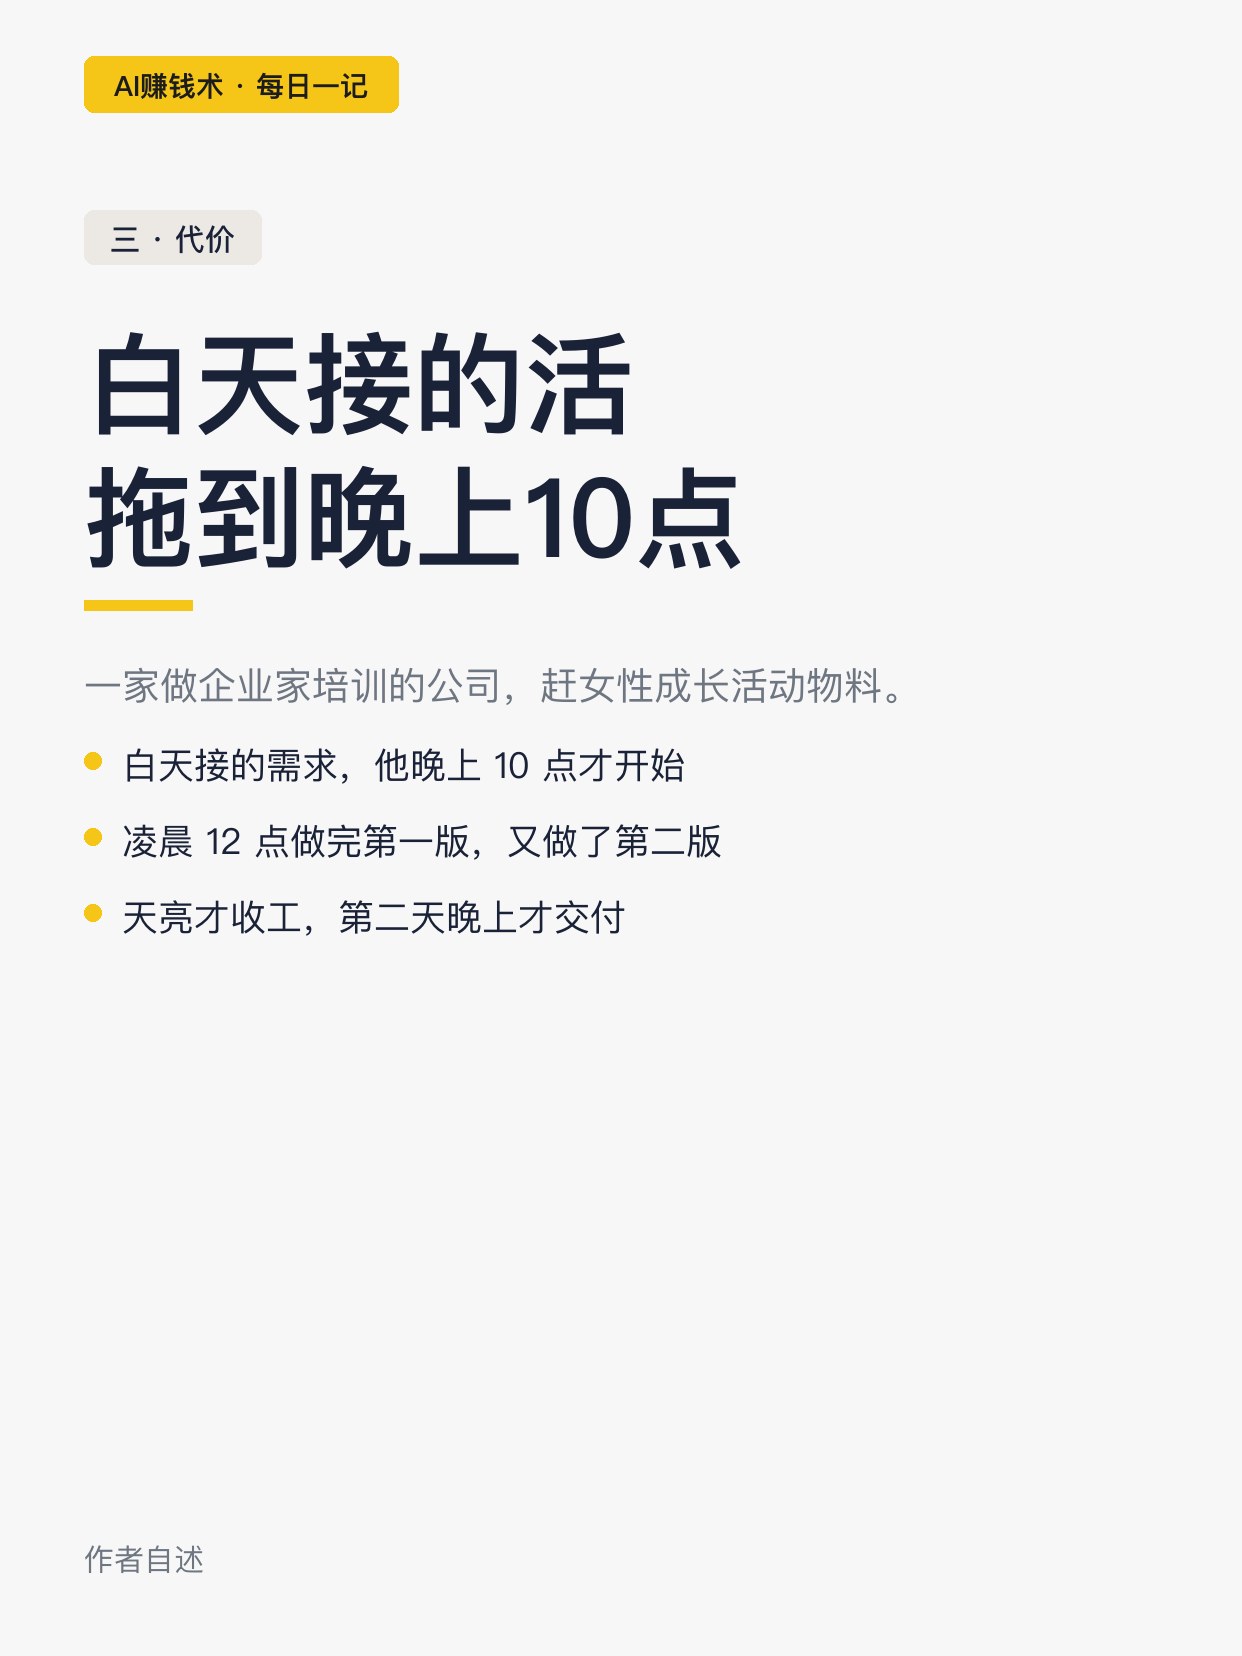 AI赚钱术 · 每日一记
三 · 代价
白天接的活
拖到晚上10点
一家做企业家培训的公司，赶女性成长活动物料。
白天接的需求，他晚上 10 点才开始
凌晨 12 点做完第一版，又做了第二版
天亮才收工，第二天晚上才交付
作者自述